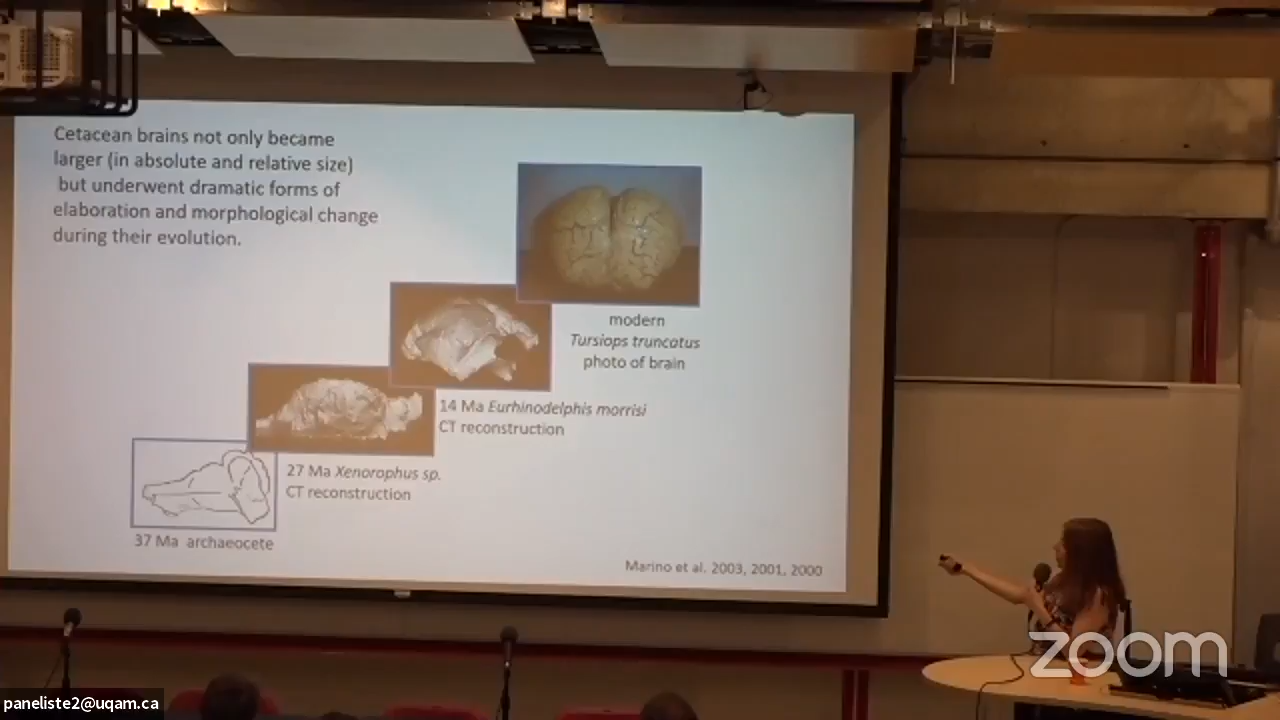 Cetacean brains not only became
larger (in absolute and relative size)
but underwent dramatic forms of
elaboration and morphological change
during their evolution.
modern
Tursiops truncatus
photo of brain
14 Ma Eurhinodelphis morrisi
CT reconstruction
27 Ma Xenorophus sp.
CT reconstruction
37 Ma archaeocete
Marino et al. 2003, 2001, 2000
zoom
paneliste2@uqam.ca